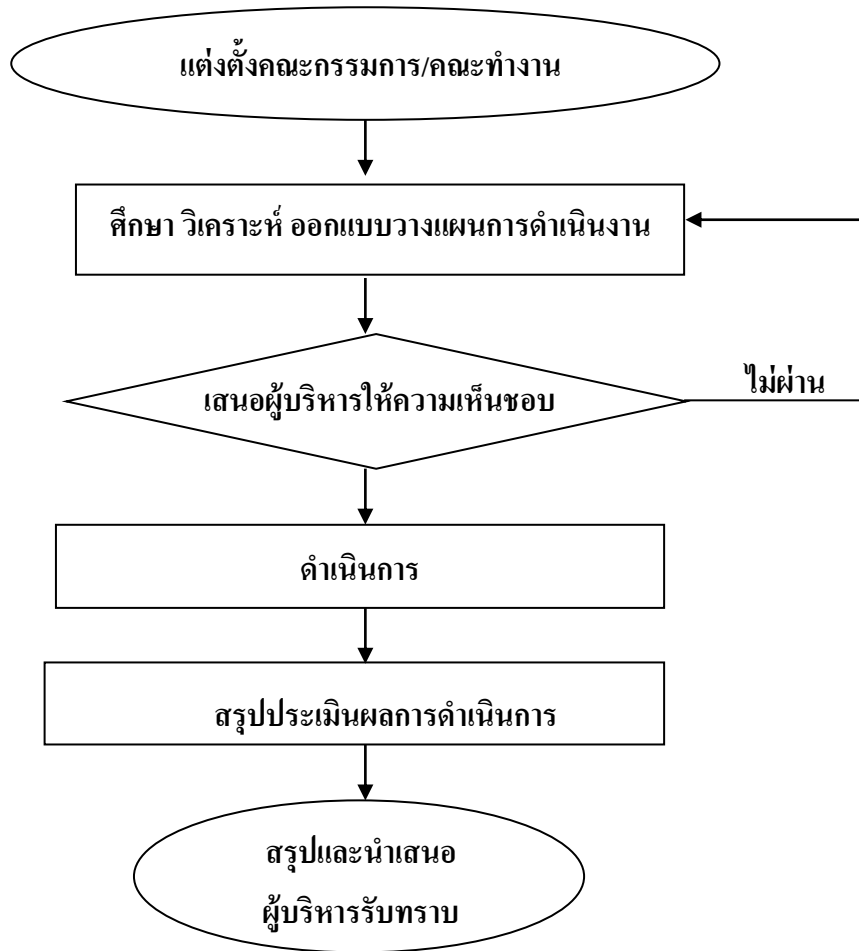 แต่งตั้งคณะกรรมการ/คณะทำงาน
ศึกษา วิเคราะห์ ออกแบบวางแผนการดำเนินงาน
เสนอผู้บริหารให้ความเห็นชอบ
ไม่ผ่าน
ดำเนินการ
สรุปประเมินผลการดำเนินการ
สรุปและนำเสนอ
ผู้บริหารรับทราบ